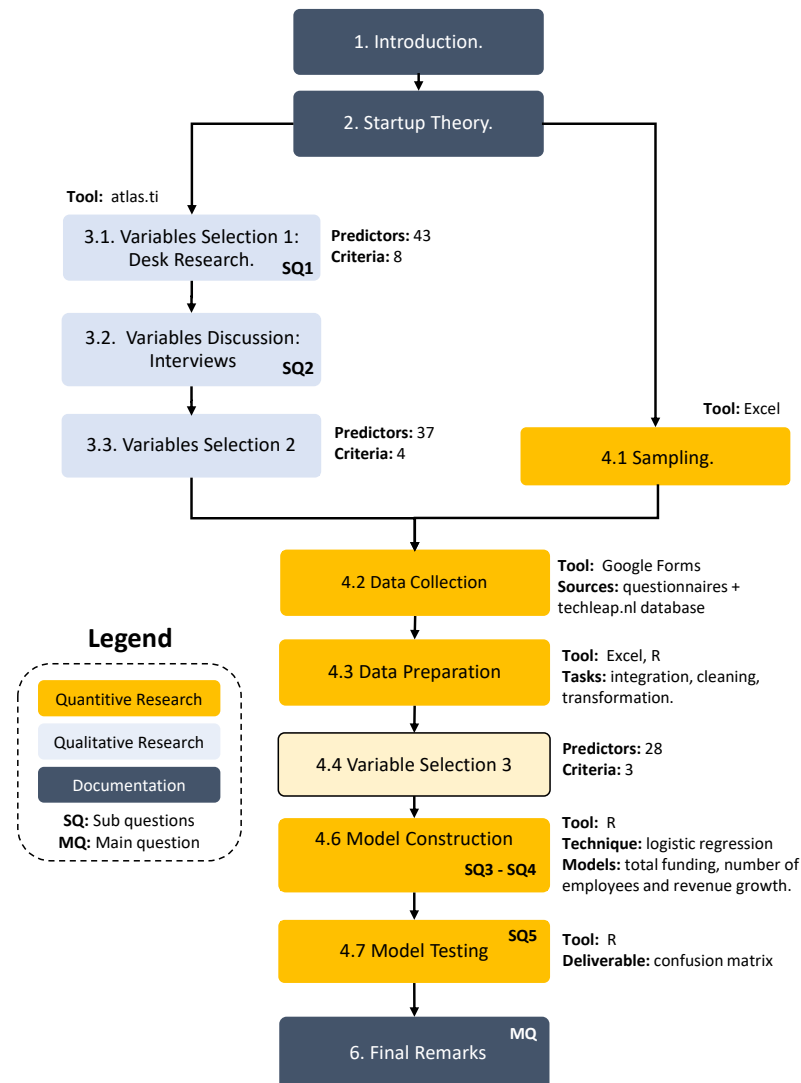 1. Introduction.
2. Startup Theory.
Tool: atlas.ti
3.1. Variables Selection 1:
Desk Research.
SQ1
Predictors: 43
Criteria: 8
3.2. Variables Discussion:
Interviews
SQ2
3.3. Variables Selection 2
Predictors: 37
Criteria: 4
Tool: Excel
4.1 Sampling.
4.2 Data Collection
Tool: Google Forms
Sources: questionnaires +
techleap.nl database
4.3 Data Preparation
Tool: Excel, R
Tasks: integration, cleaning,
transformation.
4.4 Variable Selection 3
Predictors: 28
Criteria: 3
4.6 Model Construction
SQ3 - SQ4
Tool: R
Technique: logistic regression
Models: total funding, number of
employees and revenue growth.
4.7 Model Testing
SQ5
Tool: R
Deliverable: confusion matrix
MQ
6. Final Remarks
Legend
Quantitive Research
Qualitative Research
Documentation
SQ: Sub questions
MQ: Main question